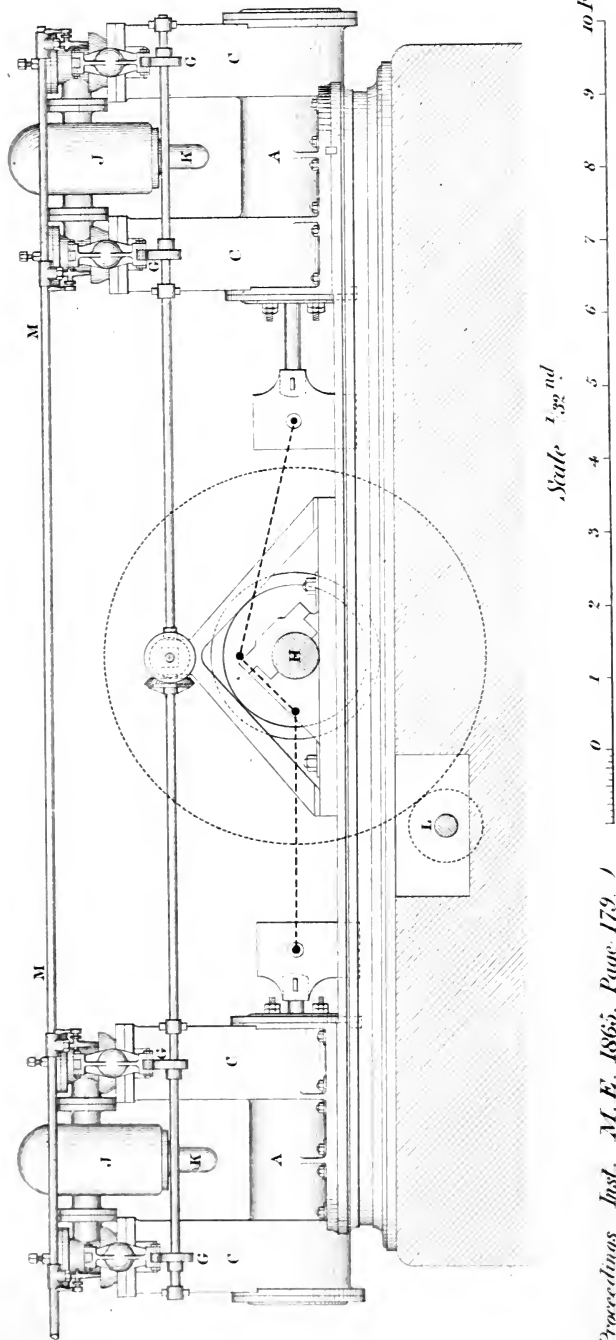 M M
J J
K K
G G G G
C C C C
A A
H
L
Scale 1/32nd
0 1 2 3 4 5 6 7 8 9 10
Proceedings Inst. M.E. 1865. Page 179.